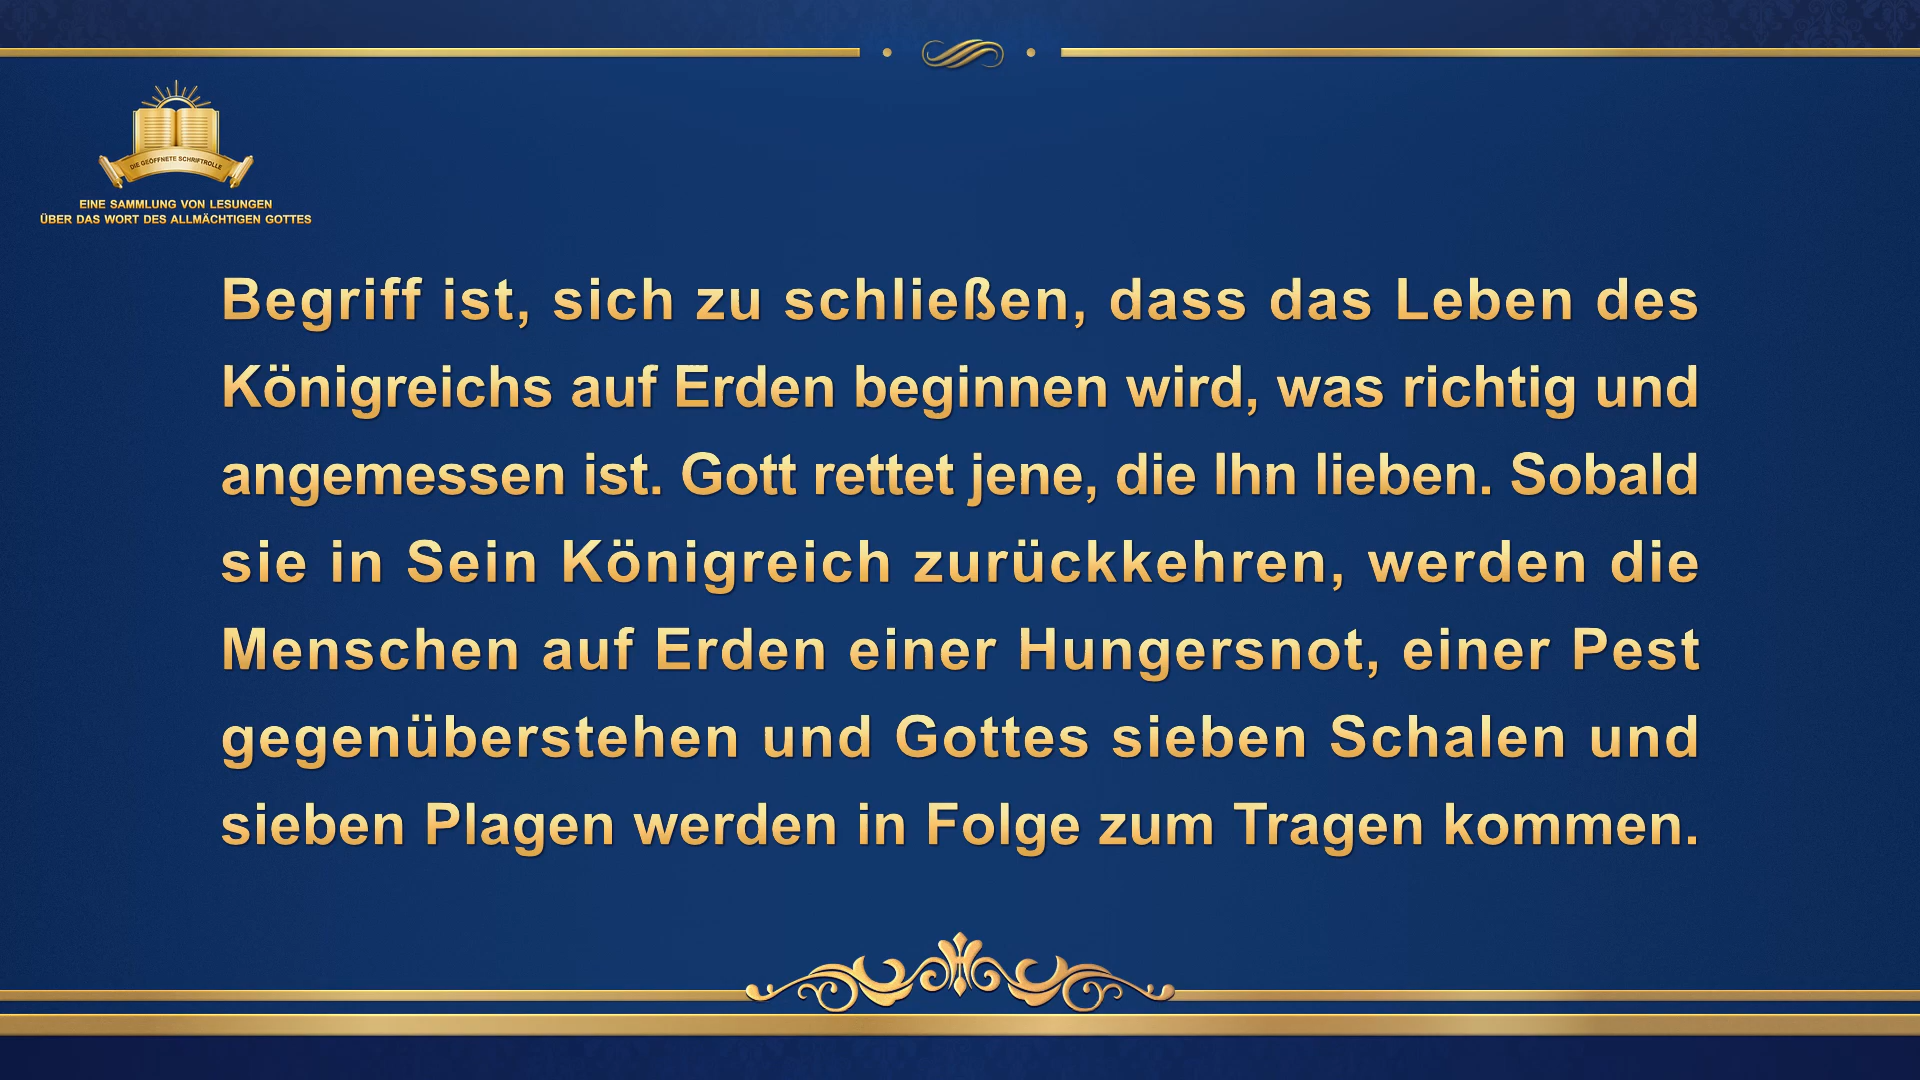 DIE GEÖFFNETE SCHRIFTROLLE
EINE SAMMLUNG VON LESUNGEN
ÜBER DAS WORT DES ALLMÄCHTIGEN GOTTES
Begriff ist, sich zu schließen, dass das Leben des
Königreichs auf Erden beginnen wird, was richtig und
angemessen ist. Gott rettet jene, die Ihn lieben. Sobald
sie in Sein Königreich zurückkehren, werden die
Menschen auf Erden einer Hungersnot, einer Pest
gegenüberstehen und Gottes sieben Schalen und
sieben Plagen werden in Folge zum Tragen kommen.